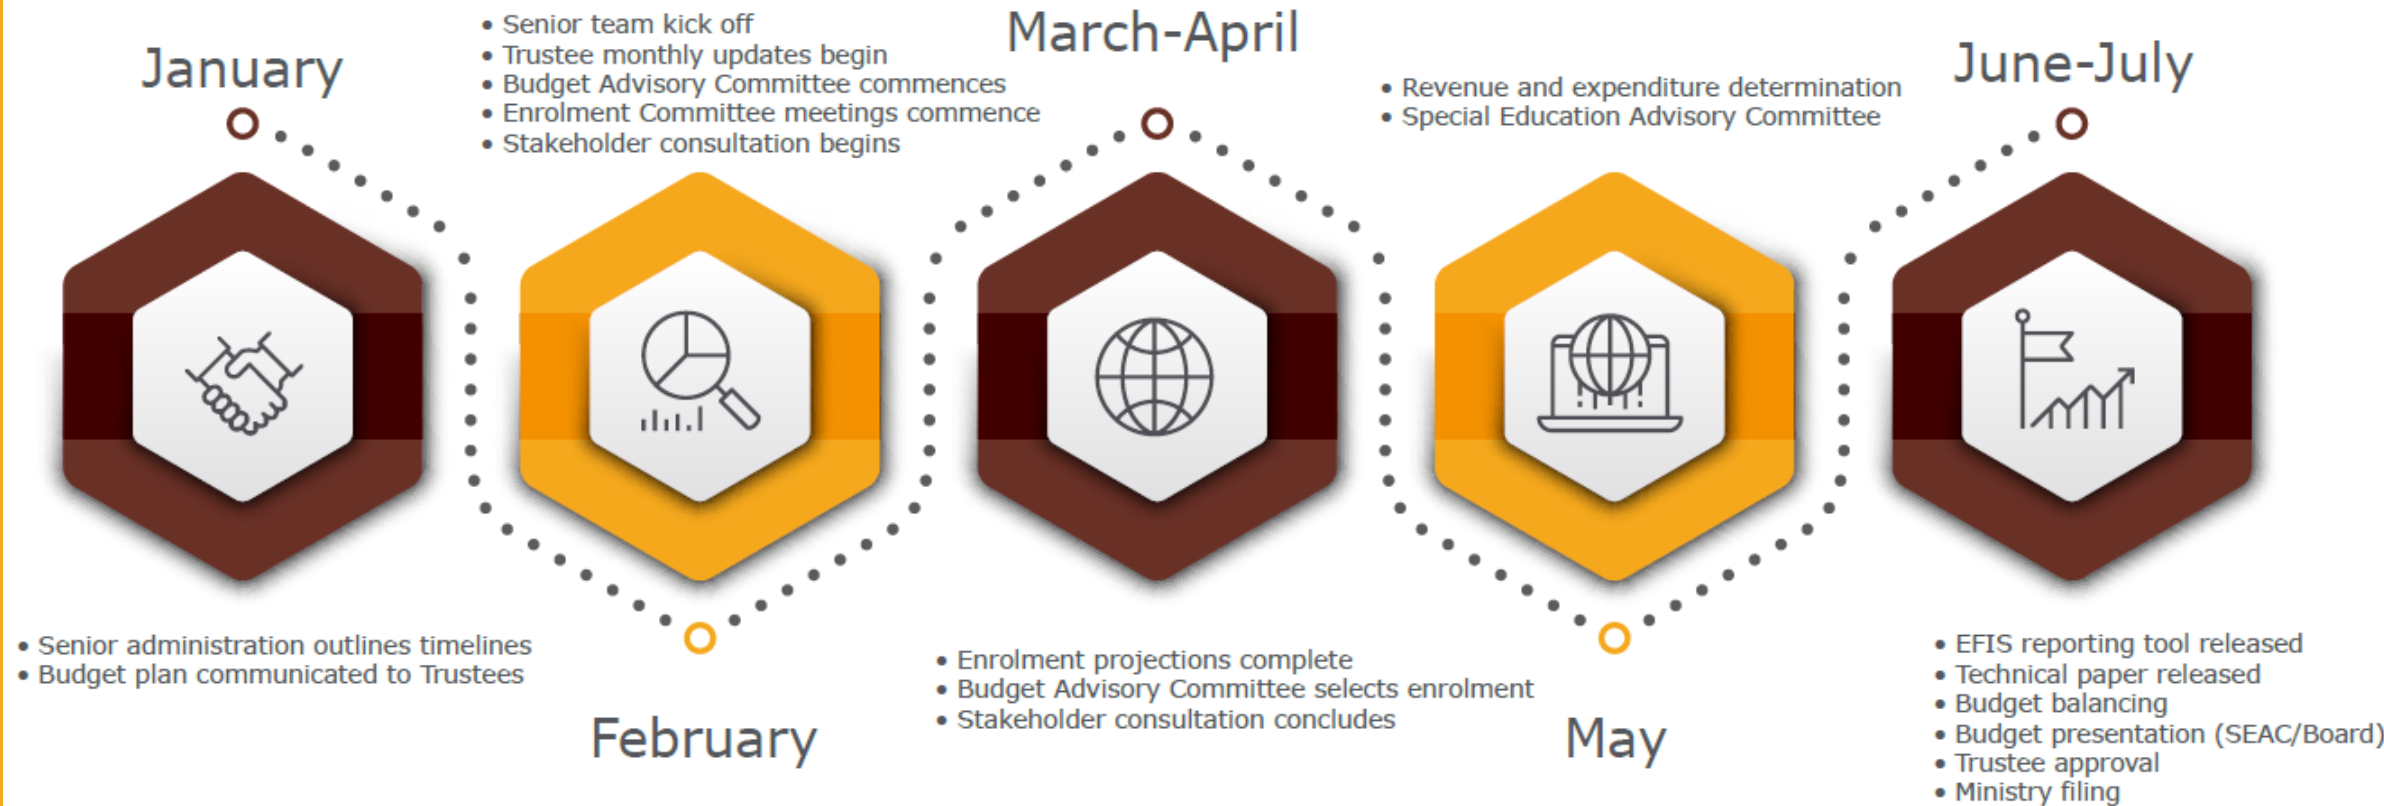 January
• Senior administration outlines timelines
• Budget plan communicated to Trustees
• Senior team kick off
• Trustee monthly updates begin
• Budget Advisory Committee commences
• Enrolment Committee meetings commence
• Stakeholder consultation begins
February
March-April
• Enrolment projections complete
• Budget Advisory Committee selects enrolment
• Stakeholder consultation concludes
• Revenue and expenditure determination
• Special Education Advisory Committee
May
June-July
• EFIS reporting tool released
• Technical paper released
• Budget balancing
• Budget presentation (SEAC/Board)
• Trustee approval
• Ministry filing